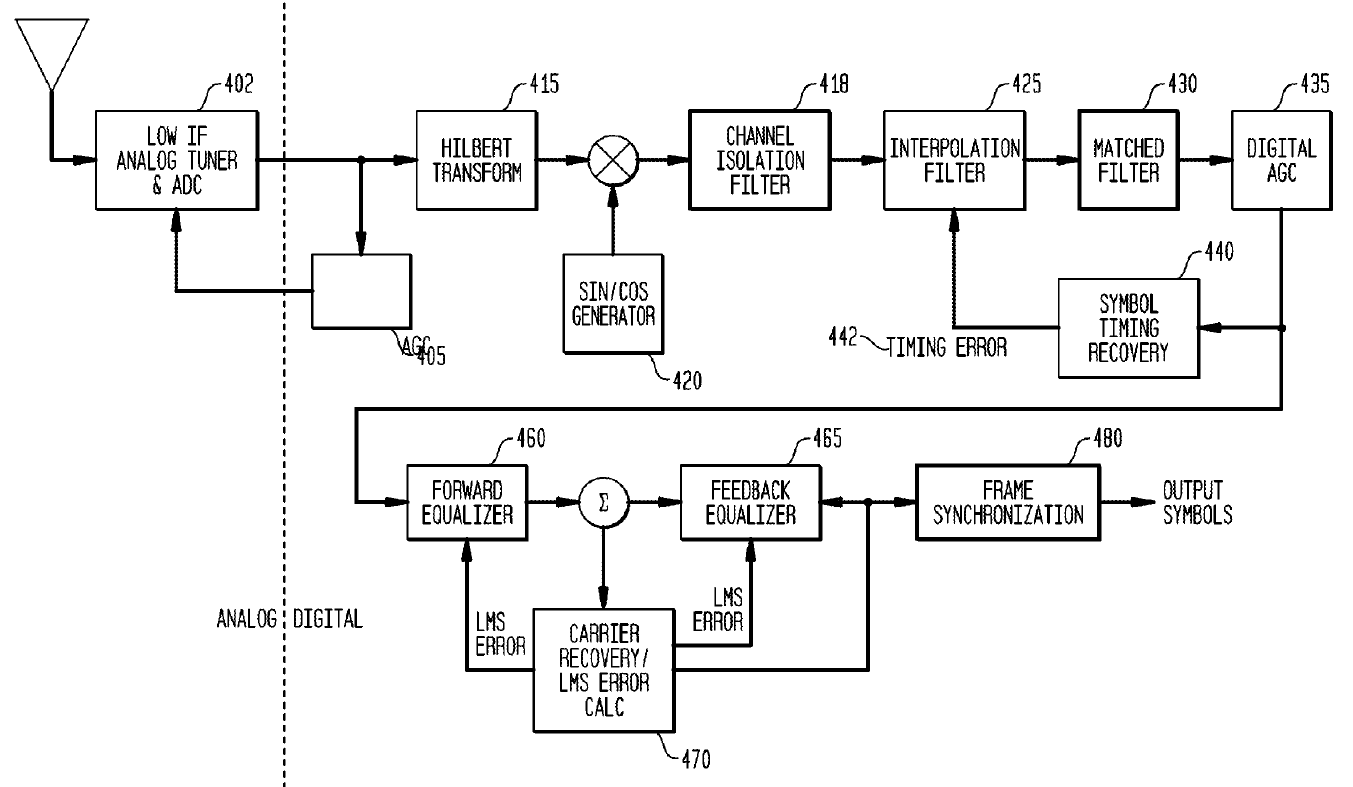 402
LOW IF
ANALOG TUNER
& ADC
415
HILBERT
TRANSFORM
418
CHANNEL
ISOLATION
FILTER
425
INTERPOLATION
FILTER
430
MATCHED
FILTER
435
DIGITAL
AGC
AGC
405
SIN/COS
GENERATOR
420
440
SYMBOL
TIMING
RECOVERY
442
TIMING ERROR
460
FORWARD
EQUALIZER
Σ
465
FEEDBACK
EQUALIZER
480
FRAME
SYNCHRONIZATION
OUTPUT
SYMBOLS
ANALOG
DIGITAL
LMS
ERROR
LMS
ERROR
CARRIER
RECOVERY/
LMS ERROR
CALC
470